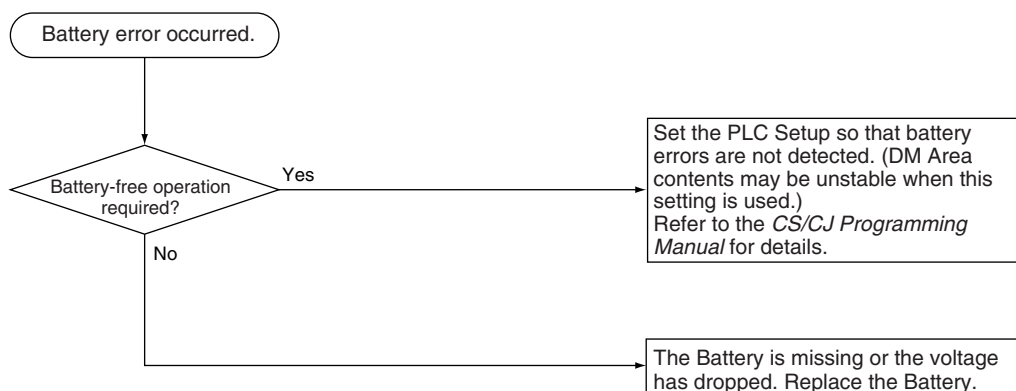 Battery error occurred.
Battery-free operation
required?
Yes
Set the PLC Setup so that battery
errors are not detected. (DM Area
contents may be unstable when this
setting is used.)
Refer to the CS/CJ Programming
Manual for details.
No
The Battery is missing or the voltage
has dropped. Replace the Battery.